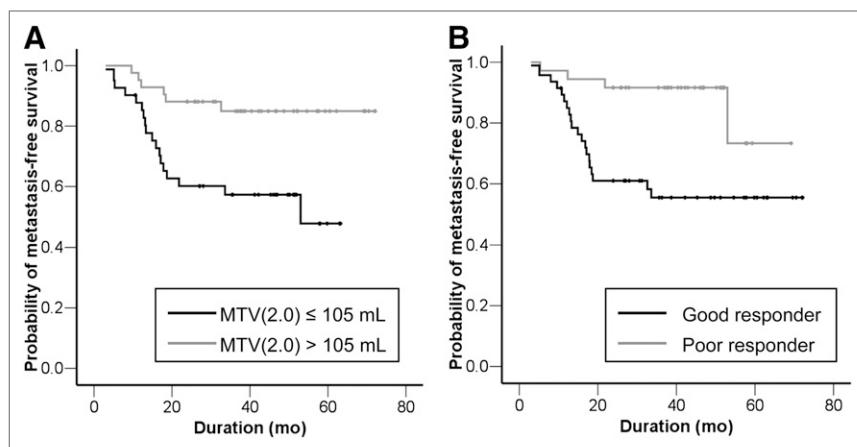 A
Probability of metastasis-free survival
1.0
0.8
0.6
0.4
0.2
0.0
MTV(2.0) ≤ 105 mL
MTV(2.0) > 105 mL
0 20 40 60 80
Duration (mo)
B
Probability of metastasis-free survival
1.0
0.8
0.6
0.4
0.2
0.0
Good responder
Poor responder
0 20 40 60 80
Duration (mo)